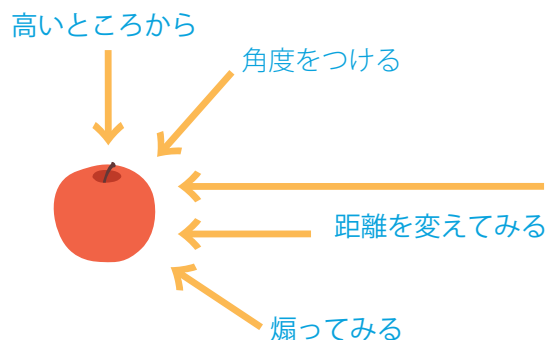 高いところから
角度をつける
距離を変えてみる
煽ってみる